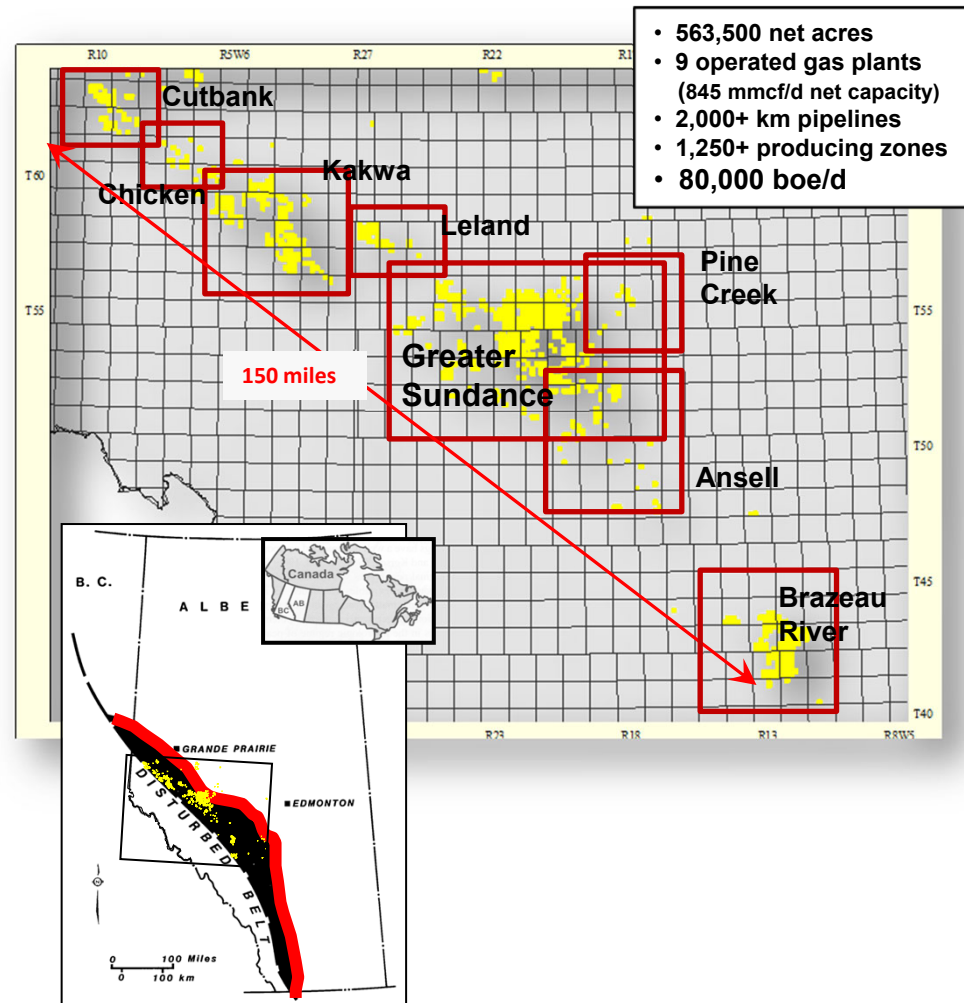 • 563,500 net acres
• 9 operated gas plants
(845 mmcf/d net capacity)
• 2,000+ km pipelines
• 1,250+ producing zones
• 80,000 boe/d
R10
R5W6
R27
R22
Cutbank
T60
Chicken
Kakwa
Leland
Pine
Creek
T55
T55
150 miles
Greater
Sundance
T50
Ansell
T45
Brazeau
River
T40
R23
R18
R13
R8W5
Canada
BC
AB
B. C.
A L B E
GRANDE PRAIRIE
EDMONTON
DISTURBED BELT
0 100 Miles
0 100 km